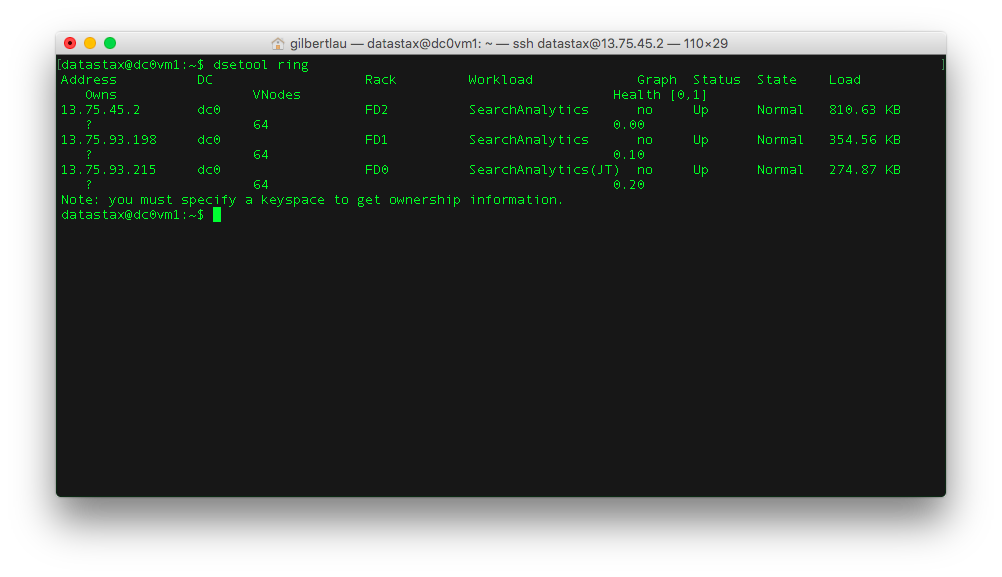 gilbertlau — datastax@dc0vm1: ~ — ssh datastax@13.75.45.2 — 110×29
[datastax@dc0vm1:~$ dsetool ring ]
Address DC Rack Workload Graph Status State Load
Owns VNodes Health [0,1]
13.75.45.2 dc0 FD2 SearchAnalytics no Up Normal 810.63 KB
? 64 0.00
13.75.93.198 dc0 FD1 SearchAnalytics no Up Normal 354.56 KB
? 64 0.10
13.75.93.215 dc0 FD0 SearchAnalytics(JT) no Up Normal 274.87 KB
? 64 0.20
Note: you must specify a keyspace to get ownership information.
datastax@dc0vm1:~$